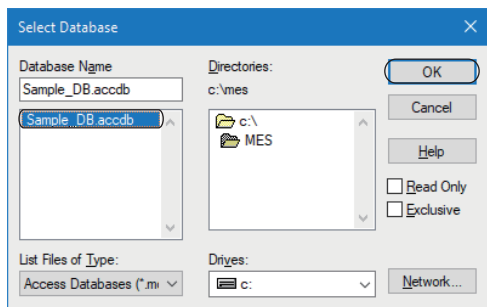 Select Database
Database Name
Sample_DB.accdb
Sample_DB.accdb
Directories:
c:\mes
c:\
MES
OK
Cancel
Help
Read Only
Exclusive
List Files of Type:
Access Databases (*.m
Drives:
c:
Network...